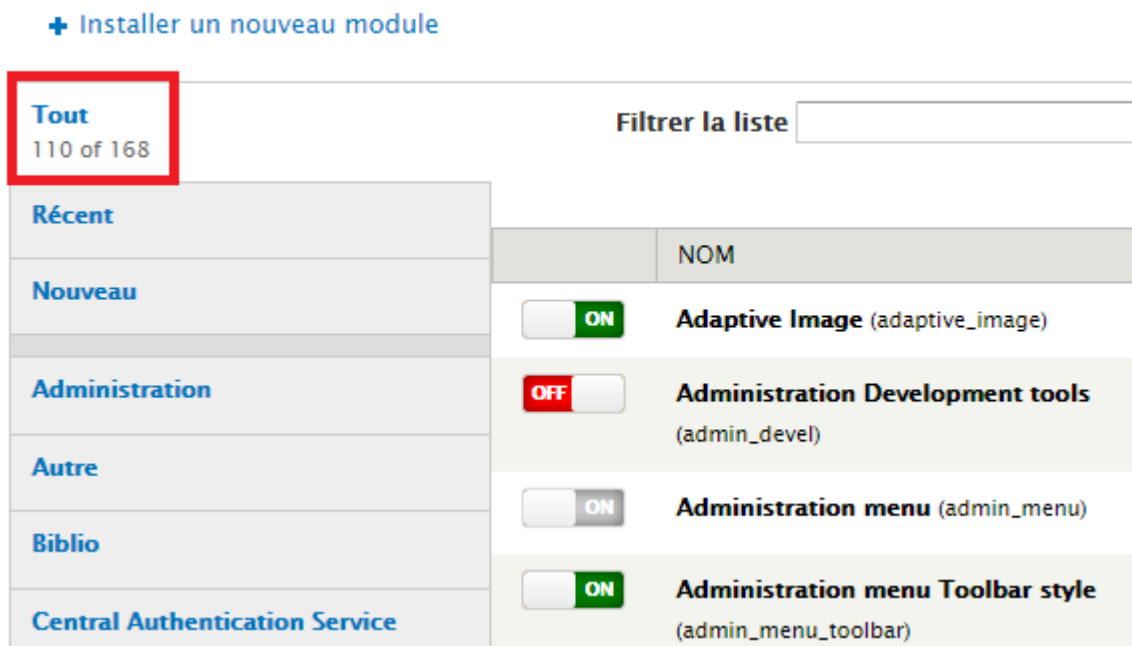 + Installer un nouveau module
Tout
110 of 168
Filtrer la liste
Récent
Nouveau
Administration
Autre
Biblio
Central Authentication Service
NOM
ON
Adaptive Image (adaptive_image)
OFF
Administration Development tools
(admin_devel)
ON
Administration menu (admin_menu)
ON
Administration menu Toolbar style
(admin_menu_toolbar)